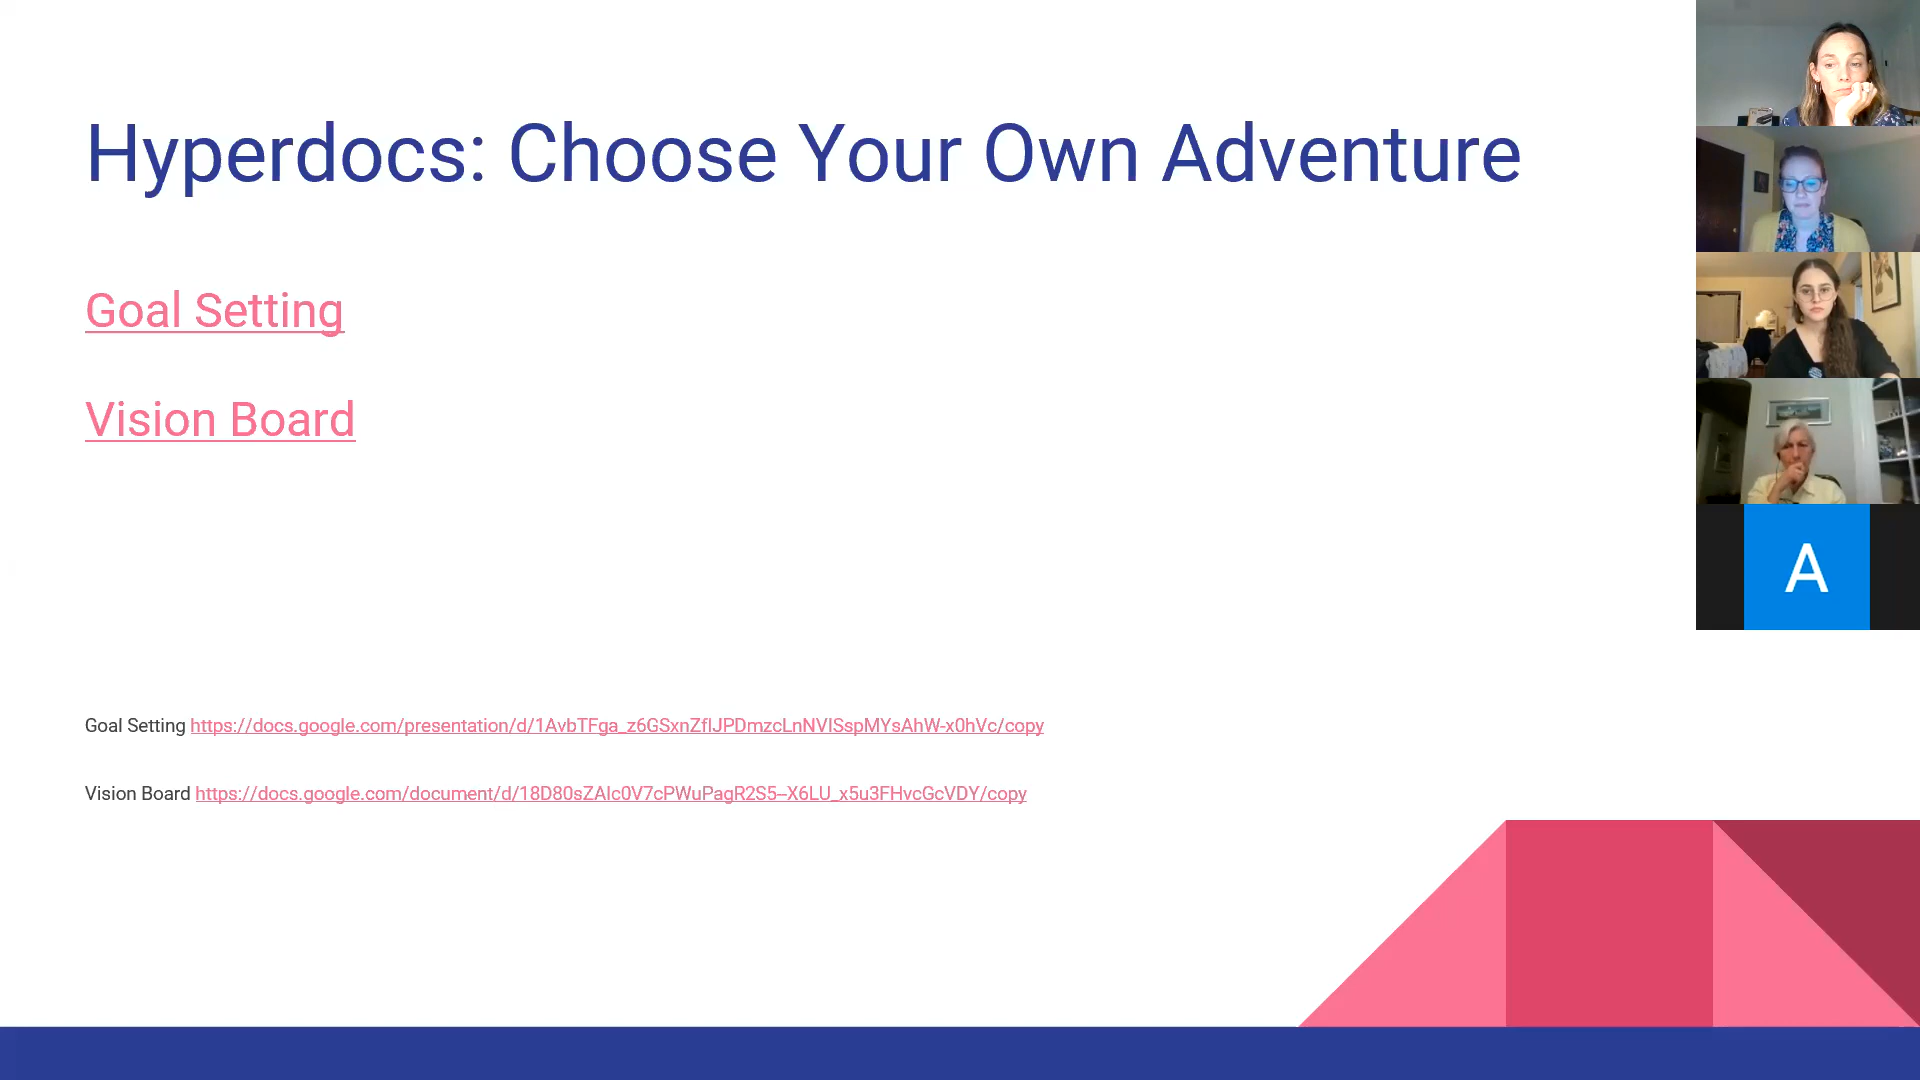 Hyperdocs: Choose Your Own Adventure
Goal Setting
Vision Board
Goal Setting https://docs.google.com/presentation/d/1AvbTFga_z6GSxnZflJPDmzcLnNVlSspMYsAhW-x0hVc/copy
Vision Board https://docs.google.com/document/d/18D80sZAlc0V7cPWuPagR2S5--X6LU_x5u3FHvcGcVDY/copy
A